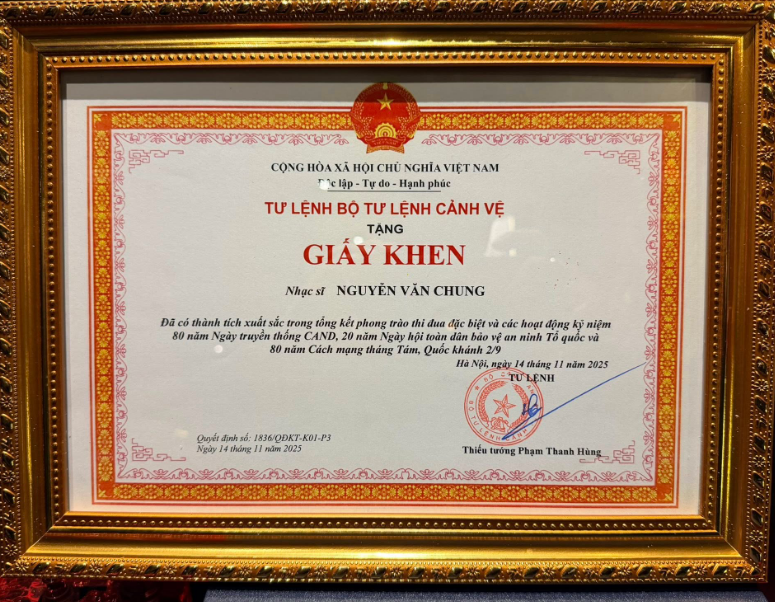 CỘNG HÒA XÃ HỘI CHỦ NGHĨA VIỆT NAM
lập - Tự do - Hạnh phúc
TƯ LỆNH BỘ TƯ LỆNH CẢNH VỆ
TẶNG
GIẤY KHEN
Nhạc sĩ NGUYỄN VĂN CHUNG
Đã có thành tích xuất sắc trong tổng kết phong trào thi đua đặc biệt và các hoạt động kỷ niệm
80 năm Ngày truyền thống CAND, 20 năm Ngày hội toàn dân bảo vệ an ninh Tổ quốc và
80 năm Cách mạng tháng Tám, Quốc khánh 2/9
Hà Nội, ngày 14 tháng 11 năm 2025
TƯ LỆNH
Quyết định số: 1836/QĐKT-K01-P3
Ngày 14 tháng 11 năm 2025
Thiếu tướng Phạm Thanh Hùng